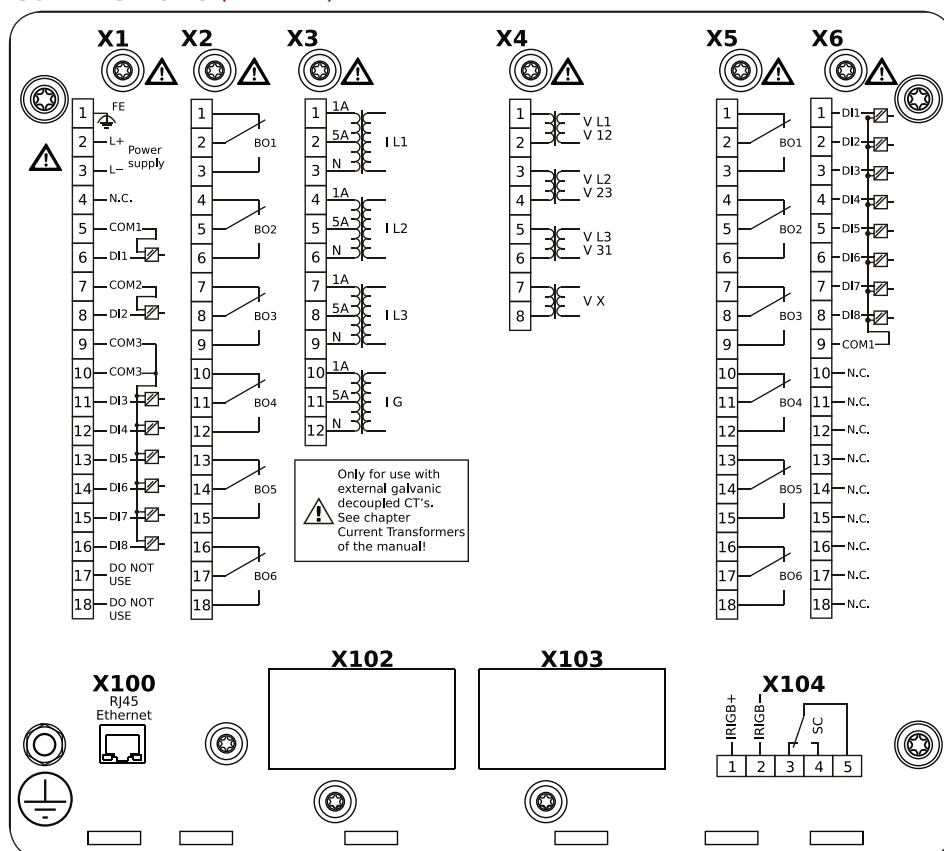 X1
1 FE
2 L+ Power
3 L− supply
4 N.C.
5 COM1
6 DI1
7 COM2
8 DI2
9 COM3
10 COM3
11 DI3
12 DI4
13 DI5
14 DI6
15 DI7
16 DI8
17 DO NOT
USE
18 DO NOT
USE
X2
1
2 BO1
3
4
5 BO2
6
7
8 BO3
9
10
11 BO4
12
13
14 BO5
15
16
17 BO6
18
X3
1 1A
2 5A I L1
3 N
4 1A
5 5A I L2
6 N
7 1A
8 5A I L3
9 N
10 1A
11 5A I G
12 N
Only for use with
external galvanic
decoupled CT's.
See chapter
Current Transformers
of the manual!
X4
1 V L1
2 V 12
3 V L2
4 V 23
5 V L3
6 V 31
7 V X
8
X5
1
2 BO1
3
4
5 BO2
6
7
8 BO3
9
10
11 BO4
12
13
14 BO5
15
16
17 BO6
18
X6
1 DI1
2 DI2
3 DI3
4 DI4
5 DI5
6 DI6
7 DI7
8 DI8
9 COM1
10 N.C.
11 N.C.
12 N.C.
13 N.C.
14 N.C.
15 N.C.
16 N.C.
17 N.C.
18 N.C.
X100
RJ45
Ethernet
X102
X103
X104
IRIGB+
IRIGB−
SC
1 2 3 4 5